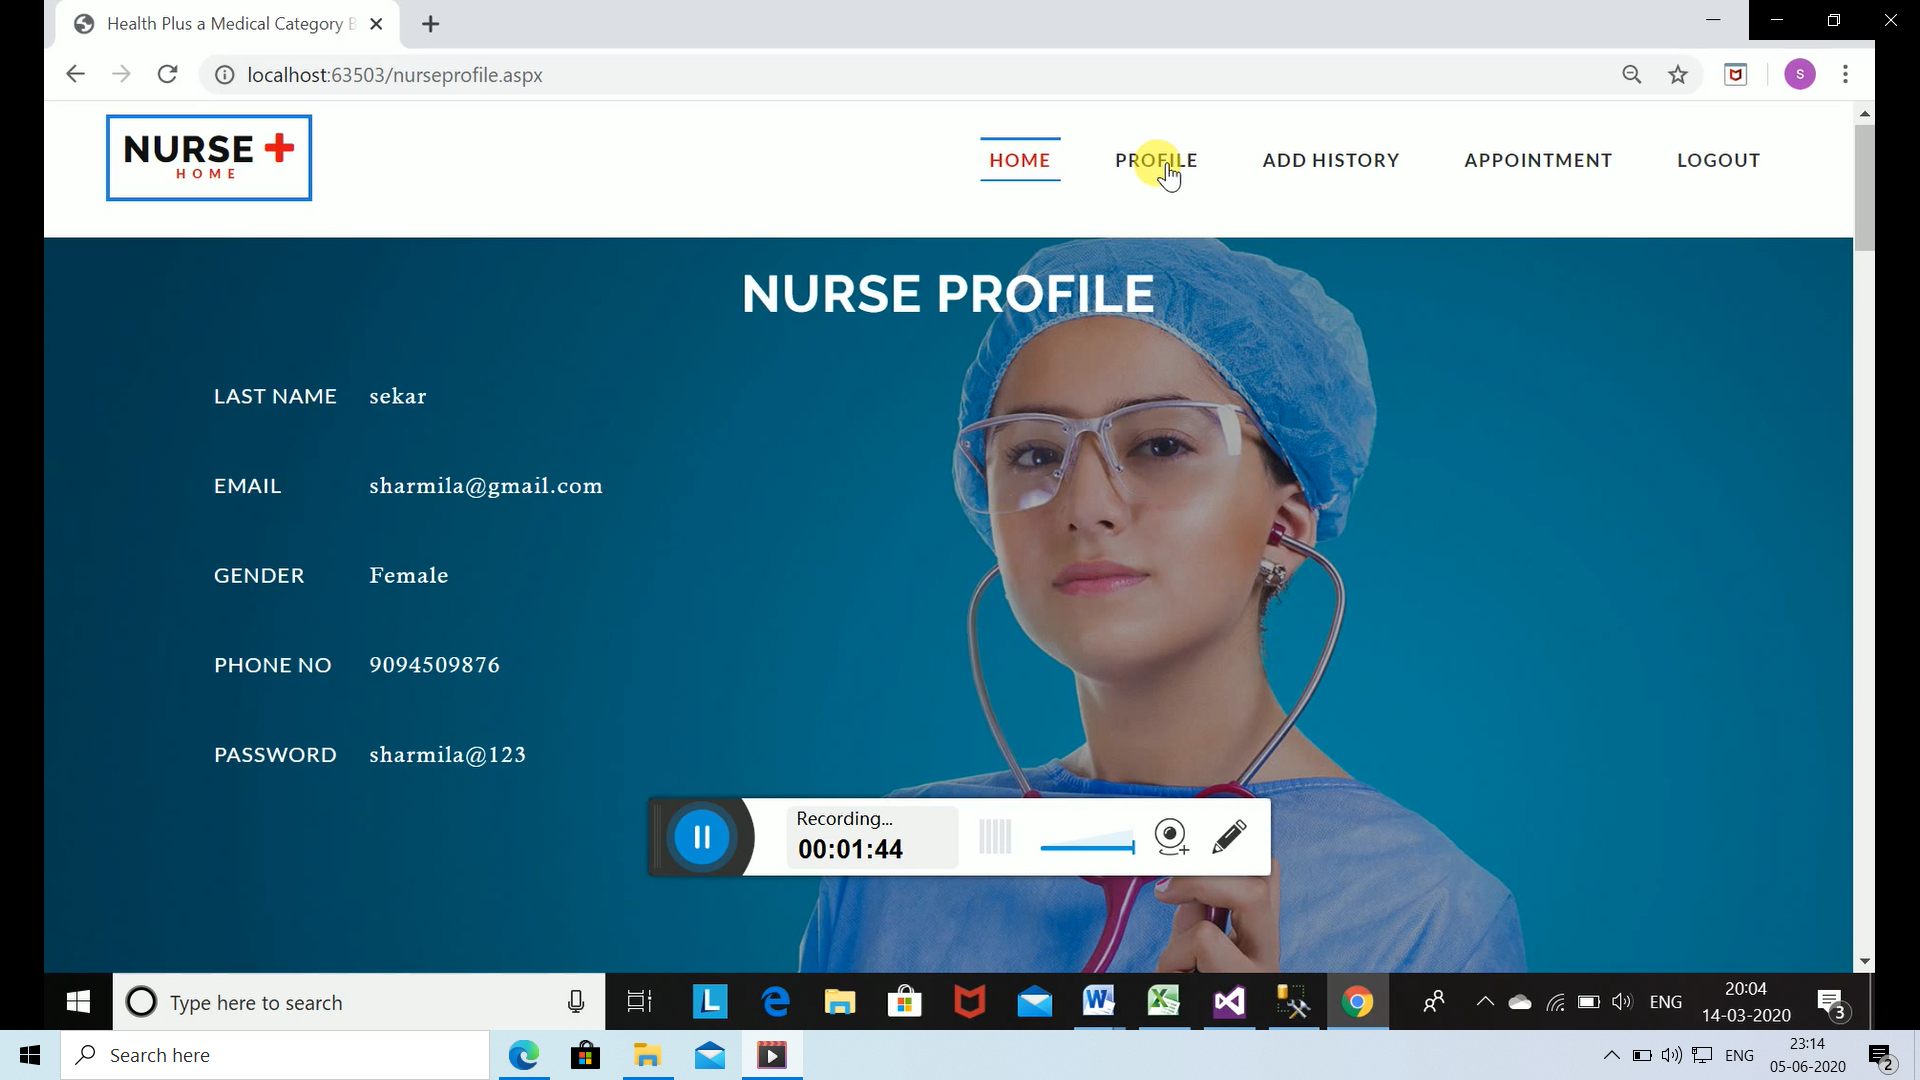 Health Plus a Medical Category B
localhost:63503/nurseprofile.aspx
S
NURSE
HOME
HOME
PROFILE
ADD HISTORY
APPOINTMENT
LOGOUT
NURSE PROFILE
LAST NAME sekar
EMAIL sharmila@gmail.com
GENDER Female
PHONE NO 9094509876
PASSWORD sharmila@123
Recording...
00:01:44
Type here to search
L
ENG
20:04
14-03-2020
3
Search here
ENG
23:14
05-06-2020
2